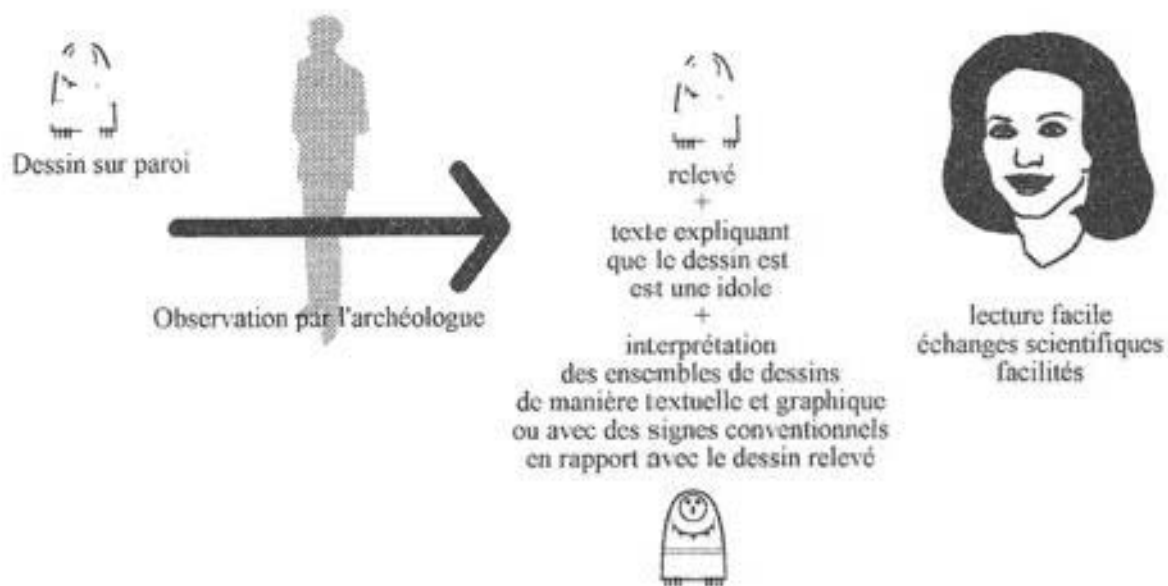 Dessin sur paroi
Observation par l'archéologue
relevé
+
texte expliquant
que le dessin est
est une idole
+
interprétation
des ensembles de dessins
de manière textuelle et graphique
ou avec des signes conventionnels
en rapport avec le dessin relevé
lecture facile
échanges scientifiques
facilités